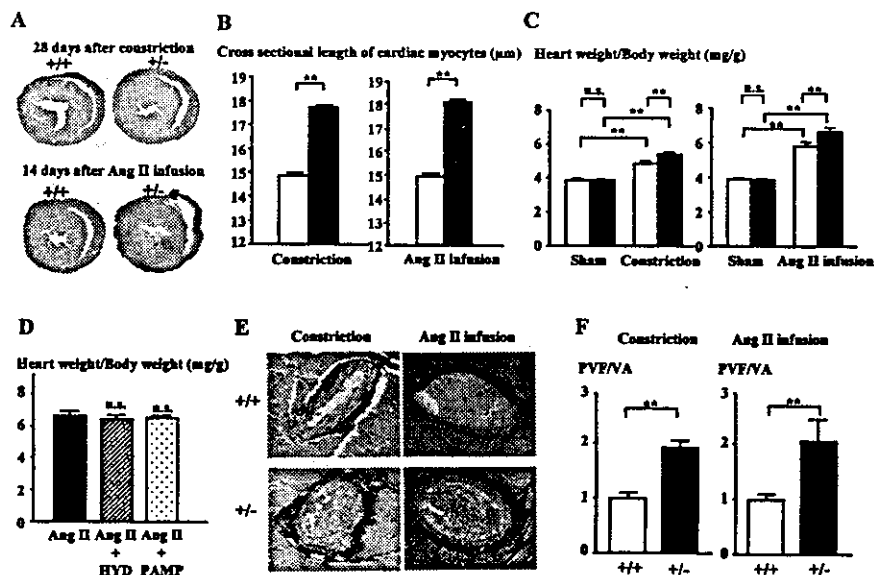 A
28 days after constriction
+/+ +/-
14 days after Ang II infusion
+/+ +/-
B
Cross sectional length of cardiac myocytes (μm)
19 19
18 18
17 17
16 16
15 15
14 14
13 13
12 12
** **
Constriction Ang II infusion
C
Heart weight/Body weight (mg/g)
8 8
6 6
4 4
2 2
0 0
n.s. ** n.s. **
** **
** **
Sham Constriction Sham Ang II infusion
D
Heart weight/Body weight (mg/g)
8
6
4
2
0
n.s. n.s.
Ang II Ang II Ang II
+ +
HYD PAMP
E
Constriction Ang II infusion
+/+
+/-
F
Constriction Ang II infusion
PVF/VA PVF/VA
3 3
2 2
1 1
0 0
** **
+/+ +/- +/+ +/-